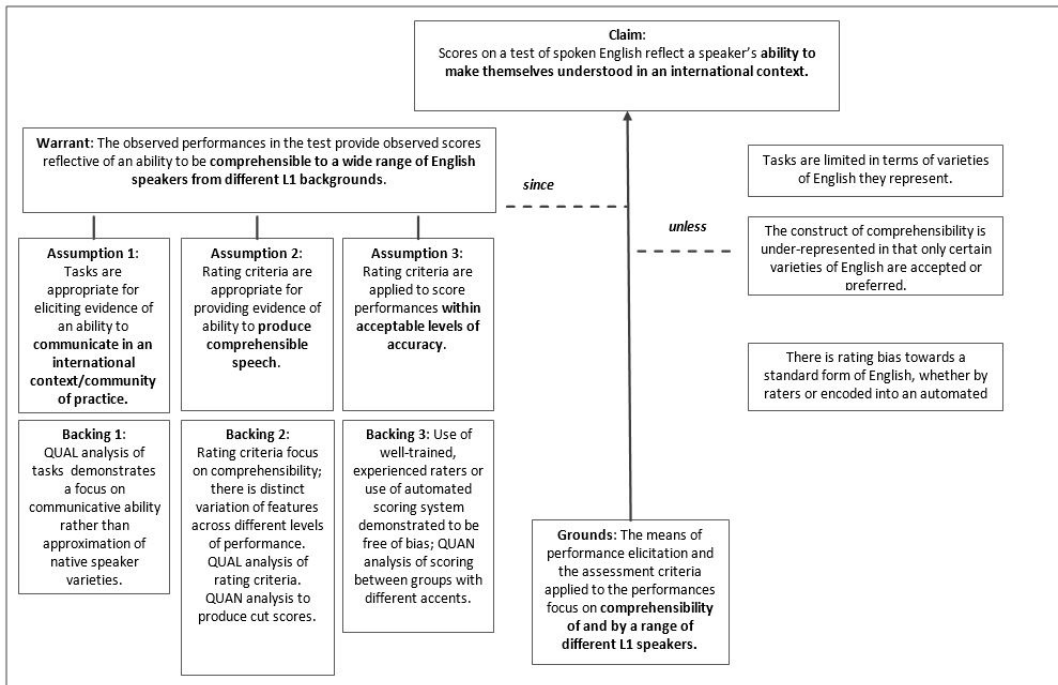 Claim:
Scores on a test of spoken English reflect a speaker's ability to
make themselves understood in an international context.
Warrant: The observed performances in the test provide observed scores
reflective of an ability to be comprehensible to a wide range of English
speakers from different L1 backgrounds.
since
unless
Tasks are limited in terms of varieties
of English they represent.
The construct of comprehensibility is
under-represented in that only certain
varieties of English are accepted or
preferred.
There is rating bias towards a
standard form of English, whether by
raters or encoded into an automated
Assumption 1:
Tasks are
appropriate for
eliciting evidence of
an ability to
communicate in an
international
context/community
of practice.
Assumption 2:
Rating criteria are
appropriate for
providing evidence of
ability to produce
comprehensible
speech.
Assumption 3:
Rating criteria are
applied to score
performances within
acceptable levels of
accuracy.
Backing 1:
QUAL analysis of
tasks demonstrates
a focus on
communicative ability
rather than
approximation of
native speaker
varieties.
Backing 2:
Rating criteria focus
on comprehensibility;
there is distinct
variation of features
across different levels
of performance.
QUAL analysis of
rating criteria.
QUAN analysis to
produce cut scores.
Backing 3: Use of
well-trained,
experienced raters or
use of automated
scoring system
demonstrated to be
free of bias; QUAN
analysis of scoring
between groups with
different accents.
Grounds: The means of
performance elicitation and
the assessment criteria
applied to the performances
focus on comprehensibility
of and by a range of
different L1 speakers.